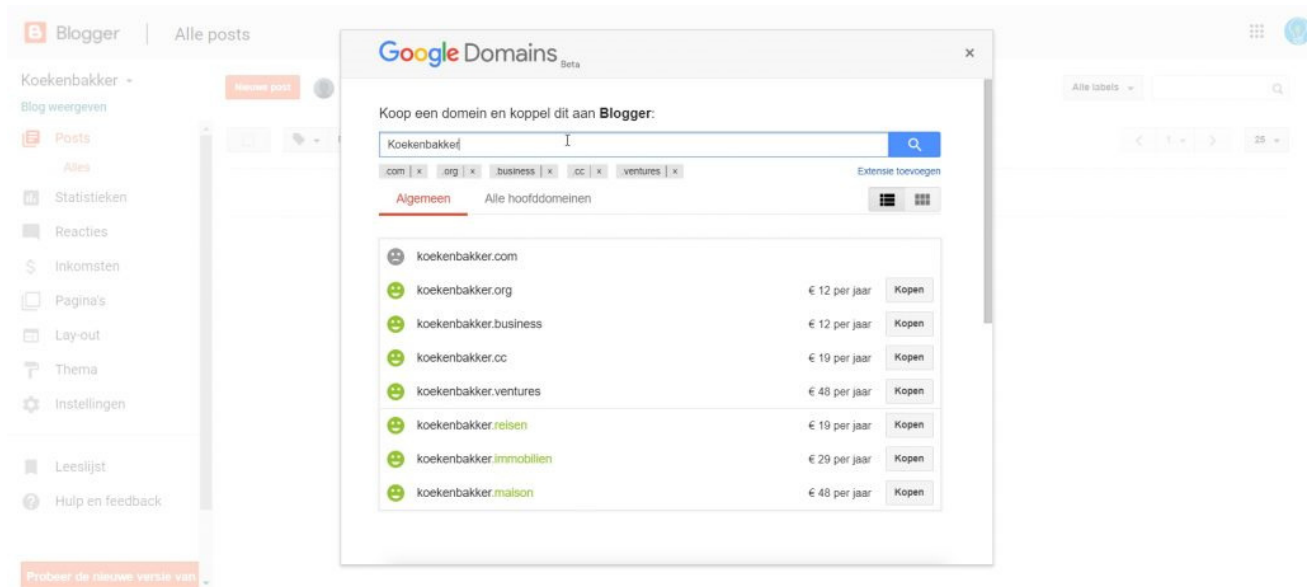 Blogger | Alle posts
Koekenbakker
Blog weergeven
Posts
Alles
Statistieken
Reacties
Inkomsten
Pagina's
Lay-out
Thema
Instellingen
Leeslijst
Hulp en feedback
Probeer de nieuwe versie van
Nieuwe post
Alle labels
1
25
Google Domains Beta
×
Koop een domein en koppel dit aan Blogger:
Koekenbakker
.com | × .org | × .business | × .cc | × .ventures | ×
Extensie toevoegen
Algemeen Alle hoofddomeinen
koekenbakker.com
koekenbakker.org € 12 per jaar Kopen
koekenbakker.business € 12 per jaar Kopen
koekenbakker.cc € 19 per jaar Kopen
koekenbakker.ventures € 48 per jaar Kopen
koekenbakker.reisen € 19 per jaar Kopen
koekenbakker.immobilien € 29 per jaar Kopen
koekenbakker.maison € 48 per jaar Kopen